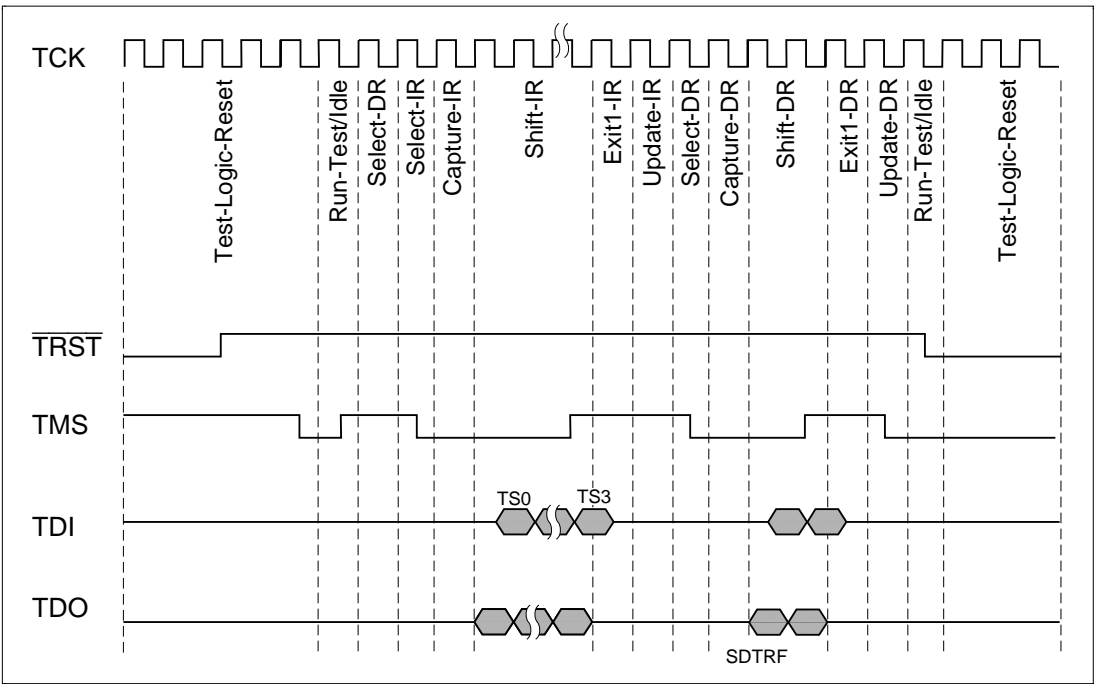 TCK
Test-Logic-Reset
Run-Test/Idle
Select-DR
Select-IR
Capture-IR
Shift-IR
Exit1-IR
Update-IR
Select-DR
Capture-DR
Shift-DR
Exit1-DR
Update-DR
Run-Test/Idle
Test-Logic-Reset
TRST
TMS
TS0
TS3
TDI
TDO
SDTRF